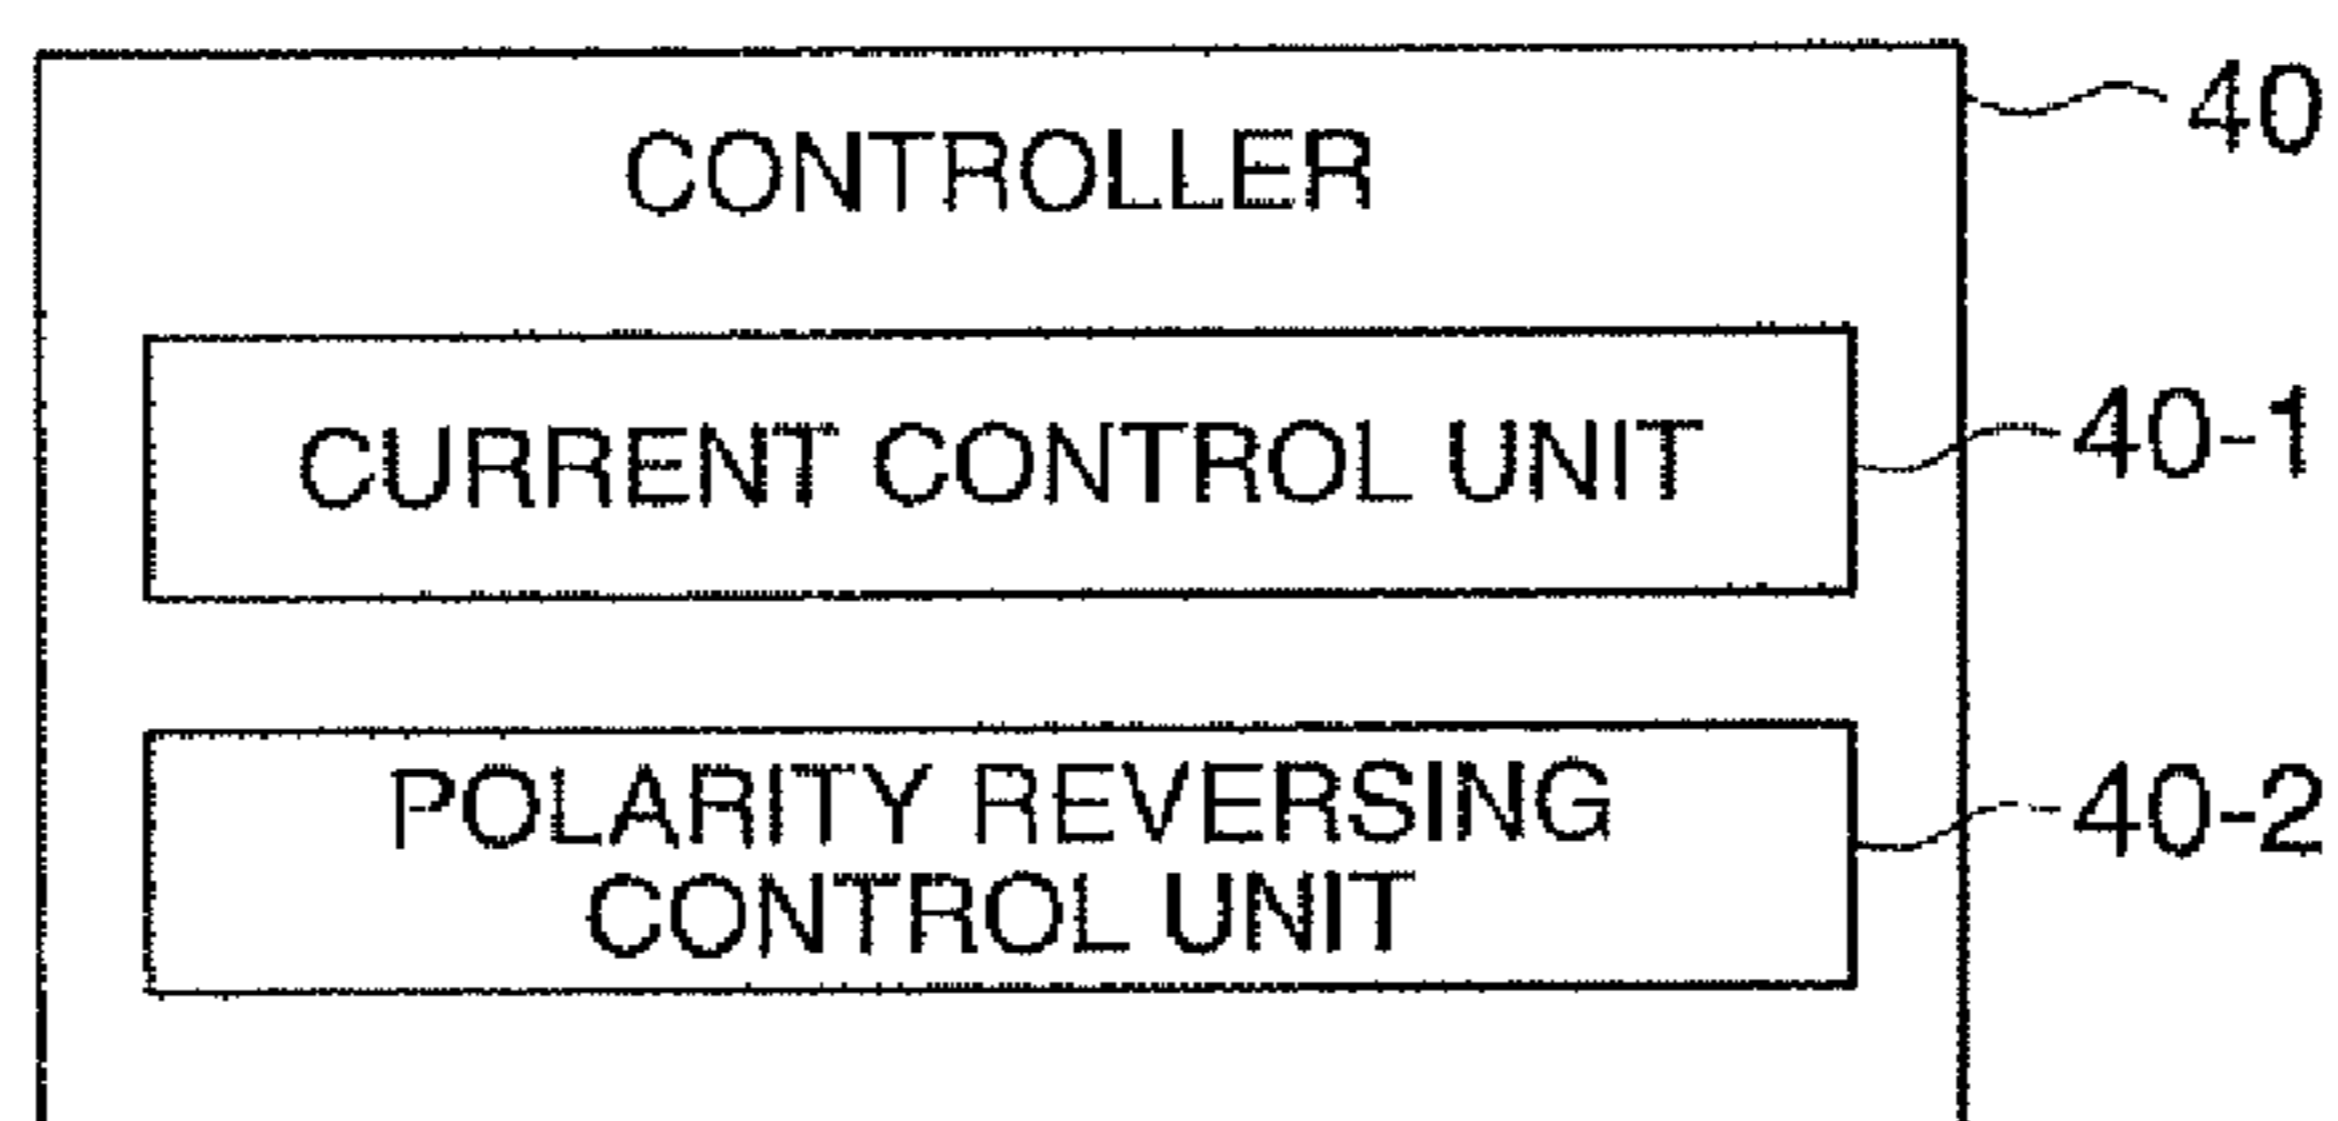 CONTROLLER
40
CURRENT CONTROL UNIT
40-1
POLARITY REVERSING
CONTROL UNIT
40-2